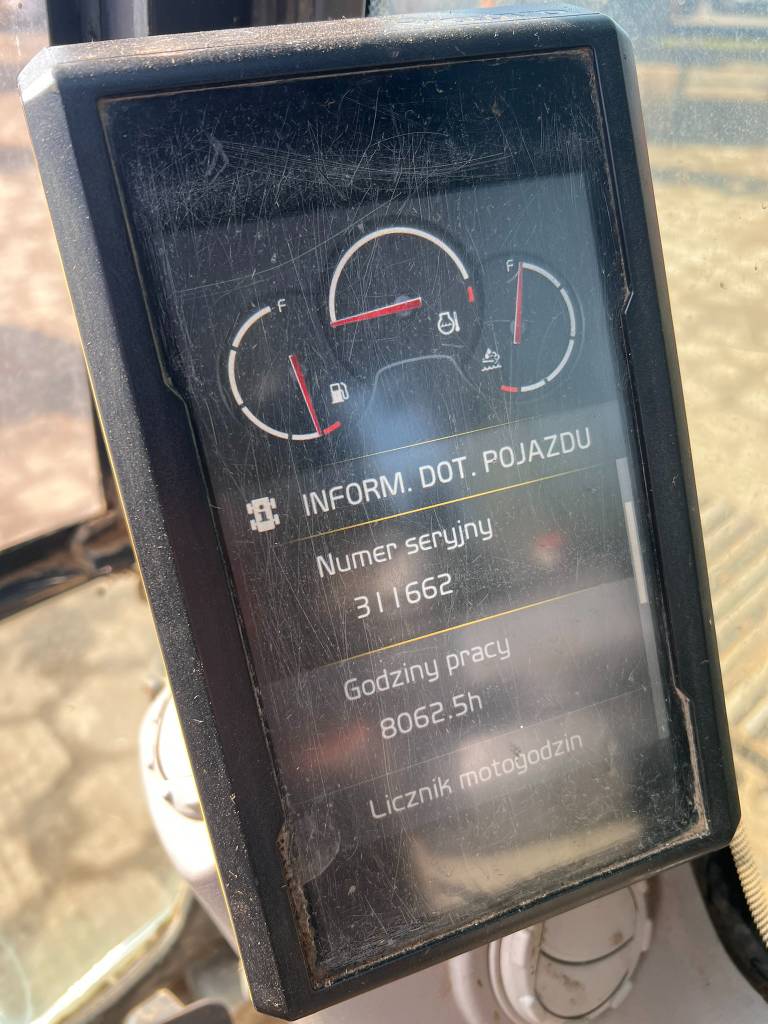 F
F
INFORM. DOT. POJAZDU
Numer seryjny
311662
Godziny pracy
8062.5h
Licznik motogodzin